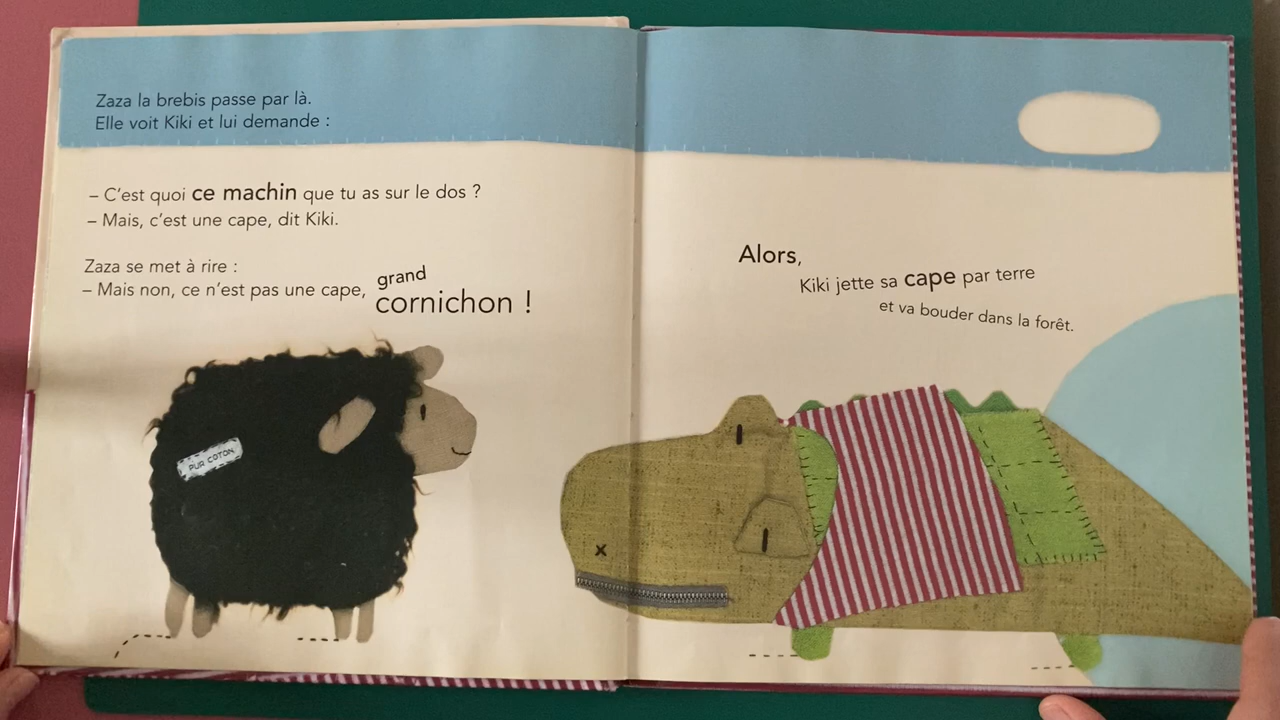 Zaza la brebis passe par là.
Elle voit Kiki et lui demande :
– C'est quoi ce machin que tu as sur le dos ?
– Mais, c'est une cape, dit Kiki.
Zaza se met à rire :
– Mais non, ce n'est pas une cape, grand
cornichon !
PUR COTON
Alors,
Kiki jette sa cape par terre
et va bouder dans la forêt.